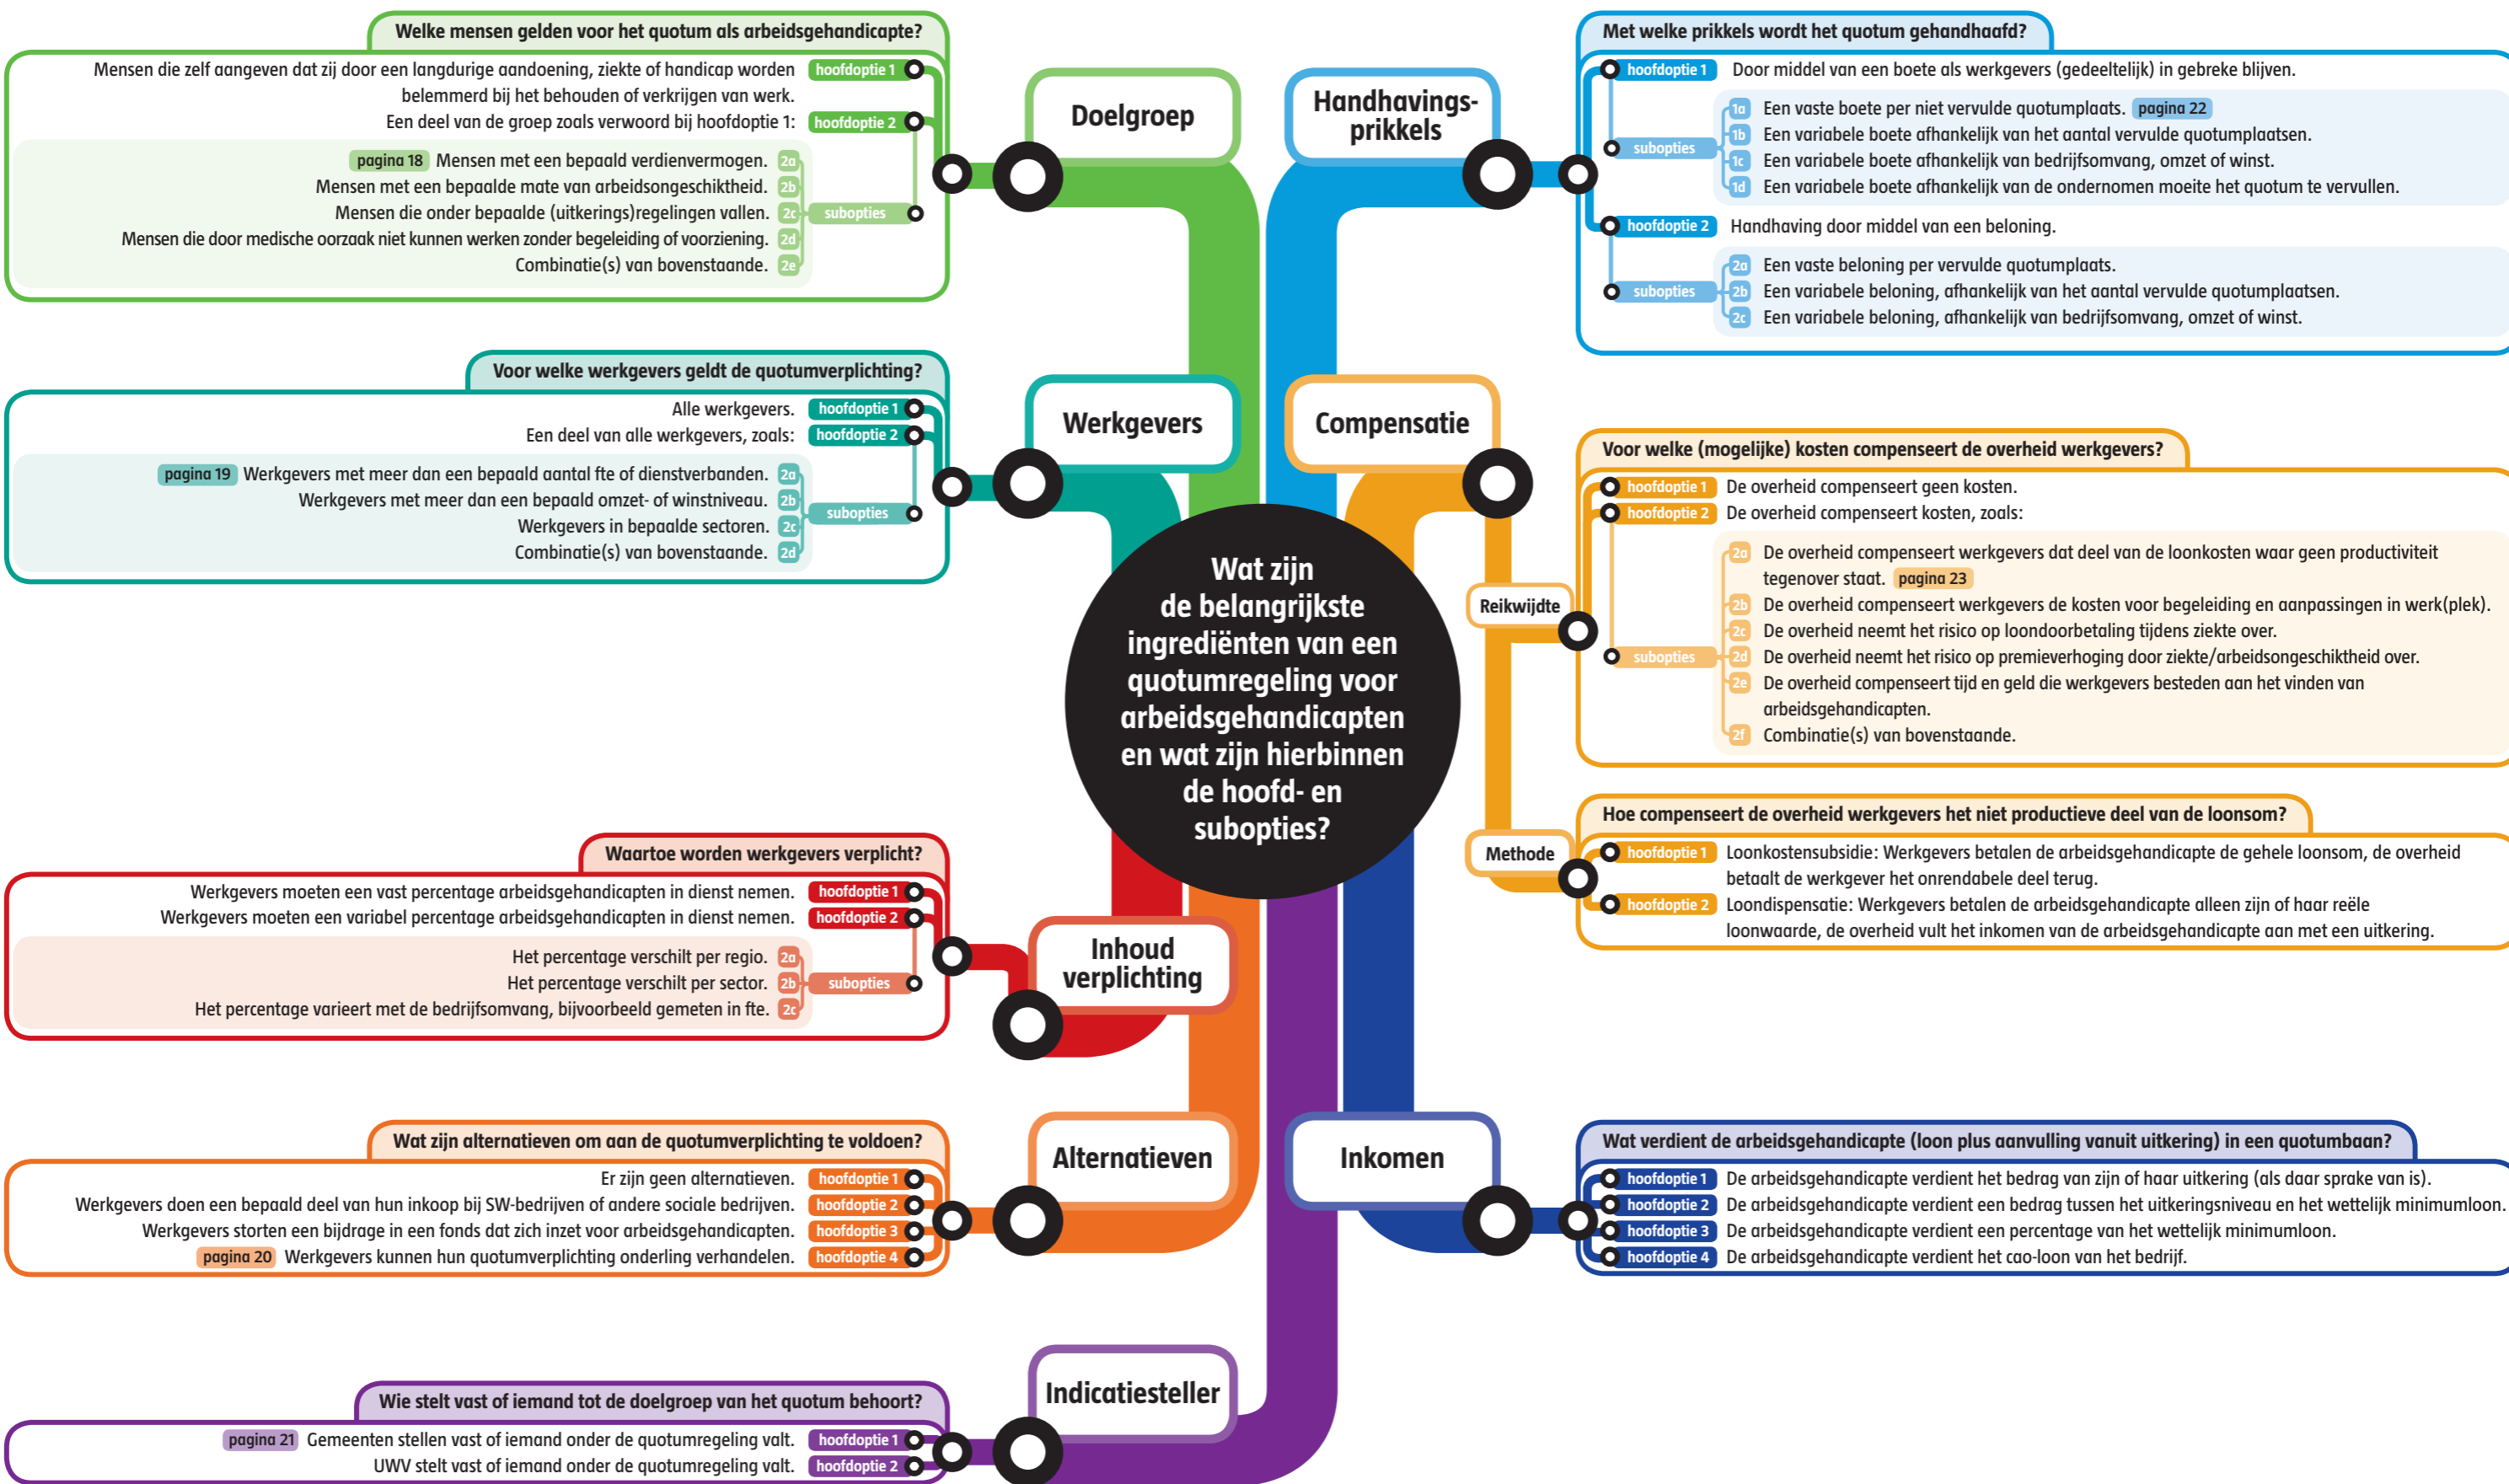 Welke mensen gelden voor het quotum als arbeidsgehandicapte?
Mensen die zelf aangeven dat zij door een langdurige aandoening, ziekte of handicap worden hoofdoptie 1
belemmerd bij het behouden of verkrijgen van werk.
Een deel van de groep zoals verwoord bij hoofdoptie 1: hoofdoptie 2
pagina 18 Mensen met een bepaald verdienvermogen. 2a
Mensen met een bepaalde mate van arbeidsongeschiktheid. 2b
Mensen die onder bepaalde (uitkerings)regelingen vallen. 2c subopties
Mensen die door medische oorzaak niet kunnen werken zonder begeleiding of voorziening. 2d
Combinatie(s) van bovenstaande. 2e
Doelgroep
Voor welke werkgevers geldt de quotumverplichting?
Alle werkgevers. hoofdoptie 1
Een deel van alle werkgevers, zoals: hoofdoptie 2
pagina 19 Werkgevers met meer dan een bepaald aantal fte of dienstverbanden. 2a
Werkgevers met meer dan een bepaald omzet- of winstniveau. 2b
subopties
Werkgevers in bepaalde sectoren. 2c
Combinatie(s) van bovenstaande. 2d
Werkgevers
Waartoe worden werkgevers verplicht?
Werkgevers moeten een vast percentage arbeidsgehandicapten in dienst nemen. hoofdoptie 1
Werkgevers moeten een variabel percentage arbeidsgehandicapten in dienst nemen. hoofdoptie 2
Het percentage verschilt per regio. 2a
Het percentage verschilt per sector. 2b subopties
Het percentage varieert met de bedrijfsomvang, bijvoorbeeld gemeten in fte. 2c
Inhoud
verplichting
Wat zijn alternatieven om aan de quotumverplichting te voldoen?
Er zijn geen alternatieven. hoofdoptie 1
Werkgevers doen een bepaald deel van hun inkoop bij SW-bedrijven of andere sociale bedrijven. hoofdoptie 2
Werkgevers storten een bijdrage in een fonds dat zich inzet voor arbeidsgehandicapten. hoofdoptie 3
pagina 20 Werkgevers kunnen hun quotumverplichting onderling verhandelen. hoofdoptie 4
Alternatieven
Wie stelt vast of iemand tot de doelgroep van het quotum behoort?
pagina 21 Gemeenten stellen vast of iemand onder de quotumregeling valt. hoofdoptie 1
UWV stelt vast of iemand onder de quotumregeling valt. hoofdoptie 2
Indicatiesteller
Wat zijn
de belangrijkste
ingrediënten van een
quotumregeling voor
arbeidsgehandicapten
en wat zijn hierbinnen
de hoofd- en
subopties?
Handhavings-
prikkels
Met welke prikkels wordt het quotum gehandhaafd?
hoofdoptie 1 Door middel van een boete als werkgevers (gedeeltelijk) in gebreke blijven.
1a Een vaste boete per niet vervulde quotumplaats. pagina 22
1b Een variabele boete afhankelijk van het aantal vervulde quotumplaatsen.
subopties
1c Een variabele boete afhankelijk van bedrijfsomvang, omzet of winst.
1d Een variabele boete afhankelijk van de ondernomen moeite het quotum te vervullen.
hoofdoptie 2 Handhaving door middel van een beloning.
2a Een vaste beloning per vervulde quotumplaats.
subopties 2b Een variabele beloning, afhankelijk van het aantal vervulde quotumplaatsen.
2c Een variabele beloning, afhankelijk van bedrijfsomvang, omzet of winst.
Compensatie
Reikwijdte
Voor welke (mogelijke) kosten compenseert de overheid werkgevers?
hoofdoptie 1 De overheid compenseert geen kosten.
hoofdoptie 2 De overheid compenseert kosten, zoals:
2a De overheid compenseert werkgevers dat deel van de loonkosten waar geen productiviteit
tegenover staat. pagina 23
2b De overheid compenseert werkgevers de kosten voor begeleiding en aanpassingen in werk(plek).
2c De overheid neemt het risico op loondoorbetaling tijdens ziekte over.
subopties 2d De overheid neemt het risico op premieverhoging door ziekte/arbeidsongeschiktheid over.
2e De overheid compenseert tijd en geld die werkgevers besteden aan het vinden van
arbeidsgehandicapten.
2f Combinatie(s) van bovenstaande.
Methode
Hoe compenseert de overheid werkgevers het niet productieve deel van de loonsom?
hoofdoptie 1 Loonkostensubsidie: Werkgevers betalen de arbeidsgehandicapte de gehele loonsom, de overheid
betaalt de werkgever het onrendabele deel terug.
hoofdoptie 2 Loondispensatie: Werkgevers betalen de arbeidsgehandicapte alleen zijn of haar reële
loonwaarde, de overheid vult het inkomen van de arbeidsgehandicapte aan met een uitkering.
Inkomen
Wat verdient de arbeidsgehandicapte (loon plus aanvulling vanuit uitkering) in een quotumbaan?
hoofdoptie 1 De arbeidsgehandicapte verdient het bedrag van zijn of haar uitkering (als daar sprake van is).
hoofdoptie 2 De arbeidsgehandicapte verdient een bedrag tussen het uitkeringsniveau en het wettelijk minimumloon.
hoofdoptie 3 De arbeidsgehandicapte verdient een percentage van het wettelijk minimumloon.
hoofdoptie 4 De arbeidsgehandicapte verdient het cao-loon van het bedrijf.